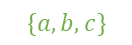 {a, b, c}